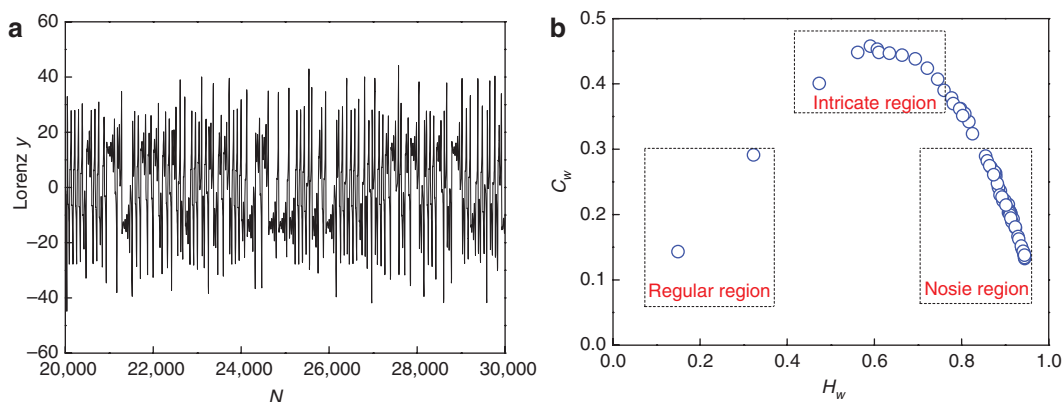 a
60
40
20
0
−20
−40
−60
Lorenz y
20,000 22,000 24,000 26,000 28,000 30,000
N
b
0.5
0.4
0.3
0.2
0.1
0.0
C_w
Intricate region
Regular region
Nosie region
0.0 0.2 0.4 0.6 0.8 1.0
H_w